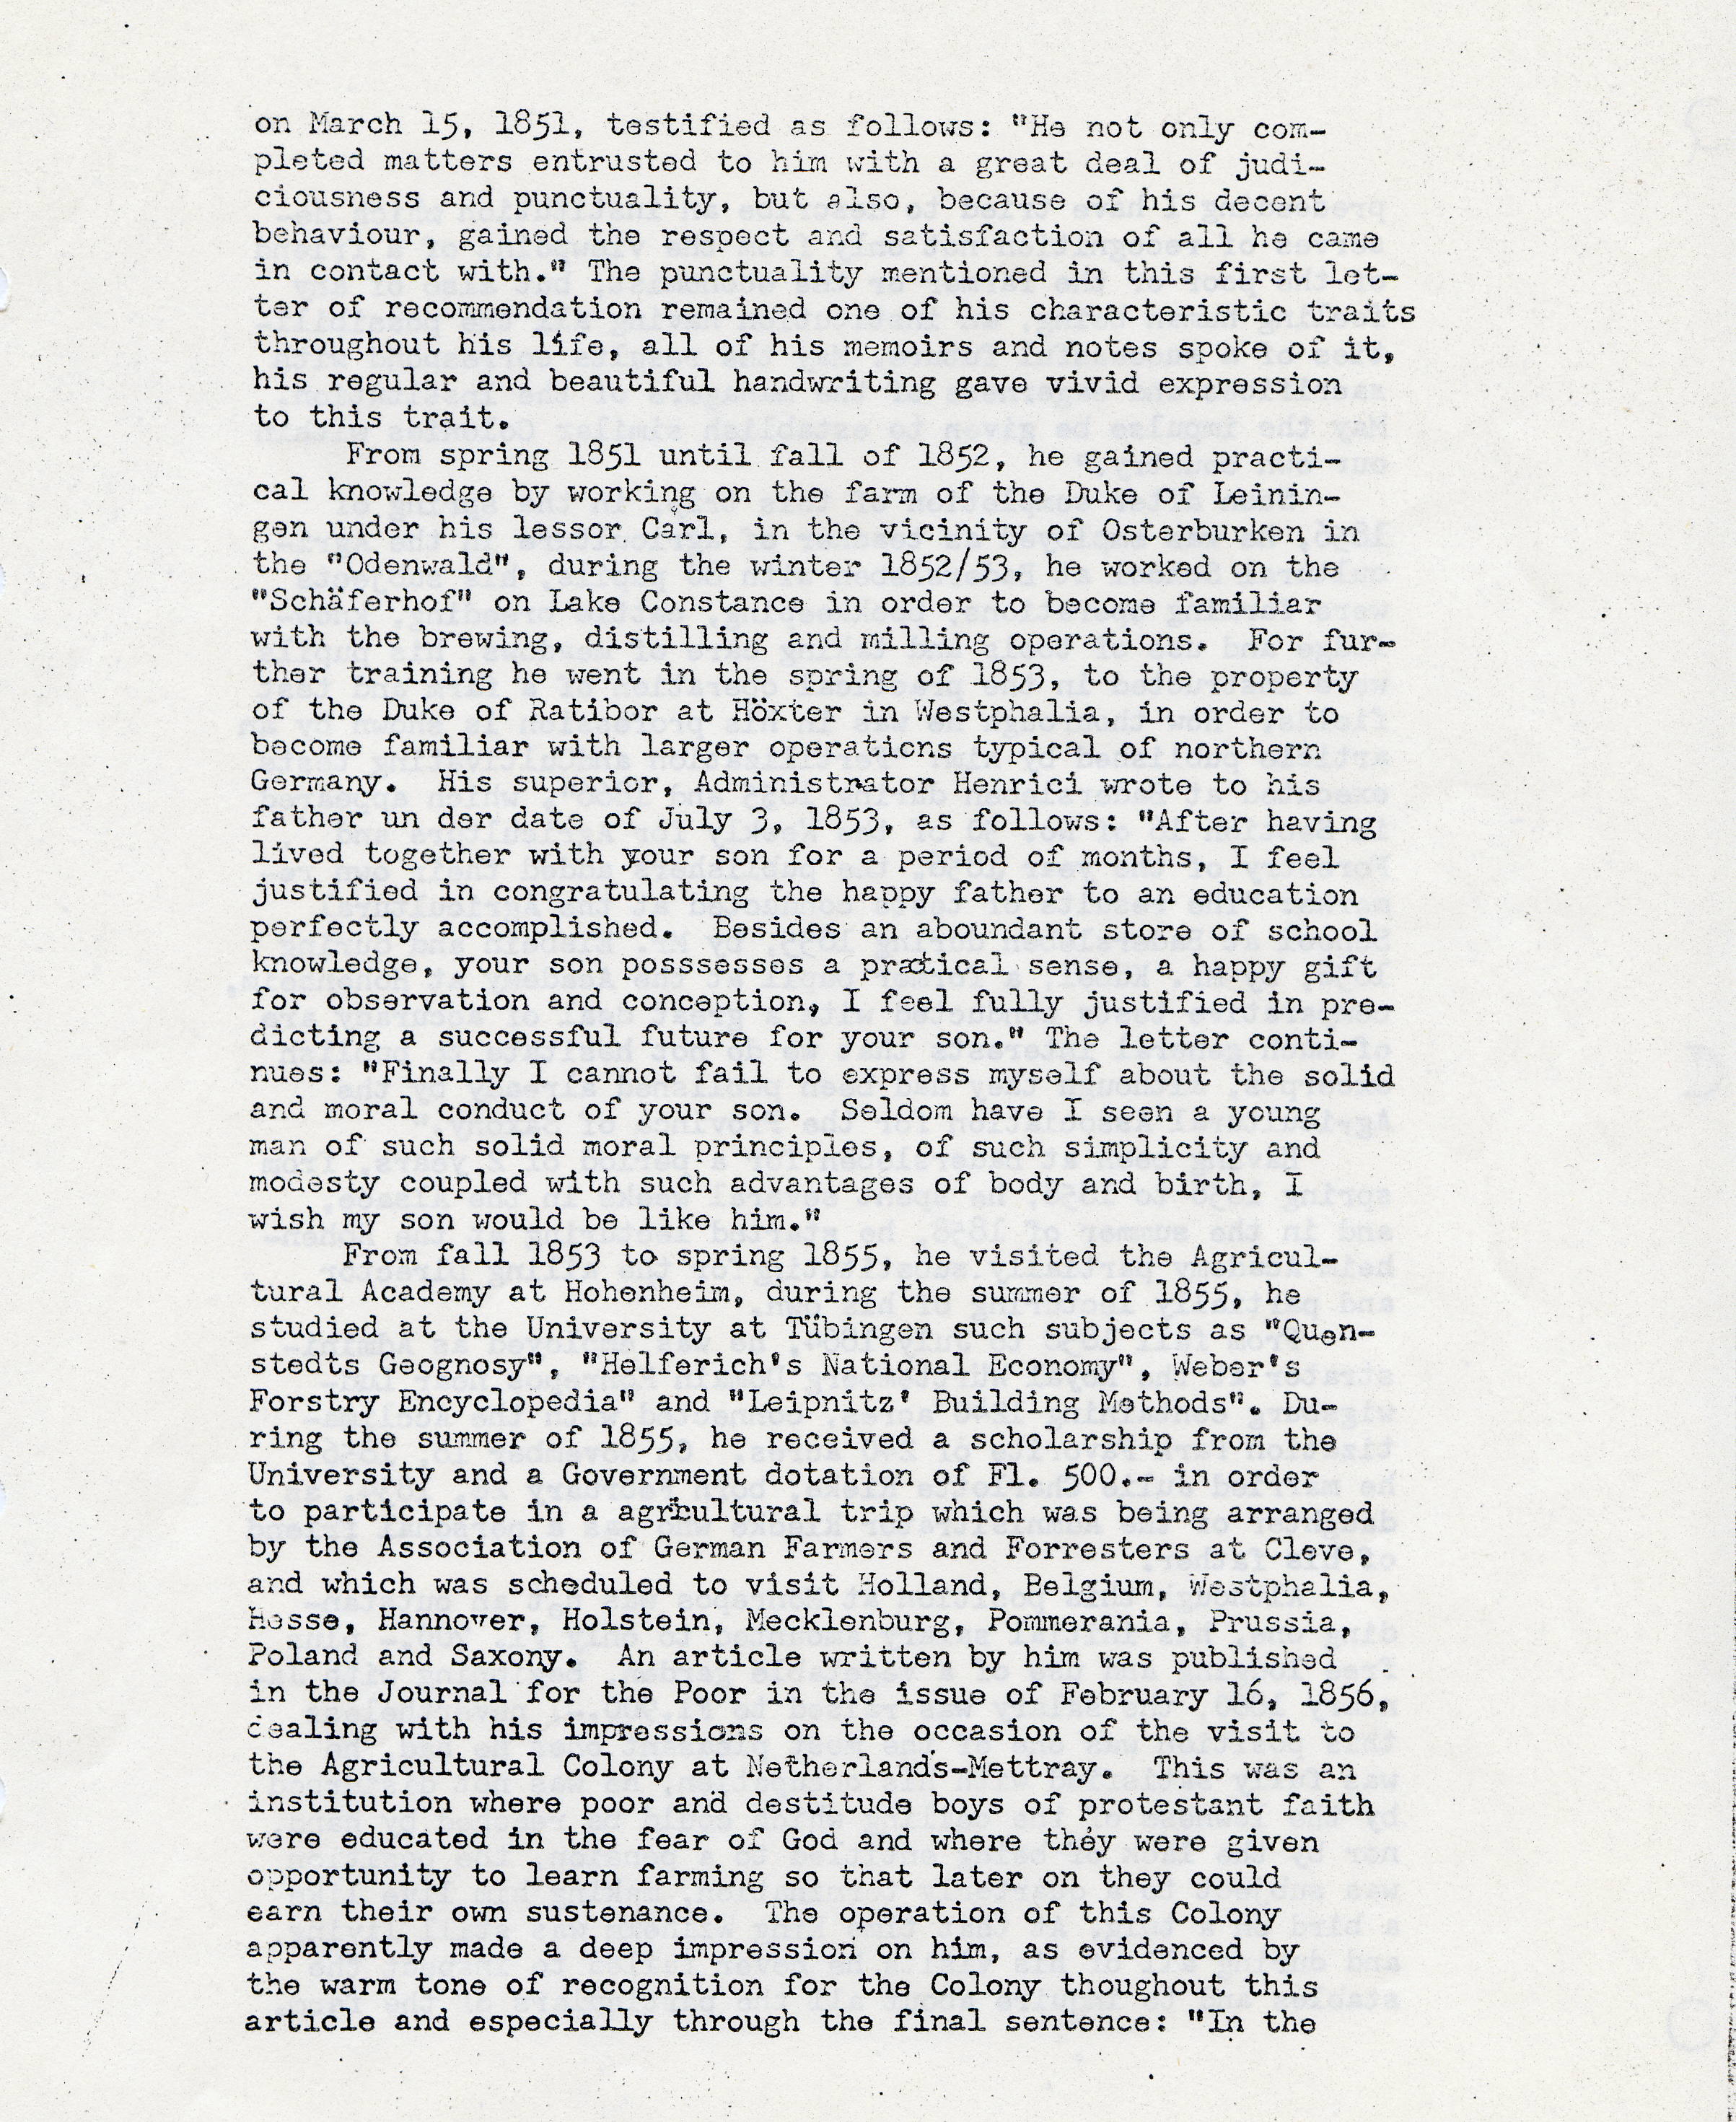 on March 15, 1851, testified as follows: "He not only com-
pleted matters entrusted to him with a great deal of judi-
ciousness and punctuality, but also, because of his decent
behaviour, gained the respect and satisfaction of all he came
in contact with." The punctuality mentioned in this first let-
ter of recommendation remained one of his characteristic traits
throughout his life, all of his memoirs and notes spoke of it,
his regular and beautiful handwriting gave vivid expression
to this trait.
From spring 1851 until fall of 1852, he gained practi-
cal knowledge by working on the farm of the Duke of Leinin-
gen under his lessor Carl, in the vicinity of Osterburken in
the "Odenwald", during the winter 1852/53, he worked on the
"Schäferhof" on Lake Constance in order to become familiar
with the brewing, distilling and milling operations. For fur-
ther training he went in the spring of 1853, to the property
of the Duke of Ratibor at Höxter in Westphalia, in order to
become familiar with larger operations typical of northern
Germany. His superior, Administrator Henrici wrote to his
father un der date of July 3, 1853, as follows: "After having
lived together with your son for a period of months, I feel
justified in congratulating the happy father to an education
perfectly accomplished. Besides an aboundant store of school
knowledge, your son posssesses a practical sense, a happy gift
for observation and conception, I feel fully justified in pre-
dicting a successful future for your son." The letter conti-
nues: "Finally I cannot fail to express myself about the solid
and moral conduct of your son. Seldom have I seen a young
man of such solid moral principles, of such simplicity and
modesty coupled with such advantages of body and birth, I
wish my son would be like him."
From fall 1853 to spring 1855, he visited the Agricul-
tural Academy at Hohenheim, during the summer of 1855, he
studied at the University at Tübingen such subjects as "Quen-
stedts Geognosy", "Helferich's National Economy", Weber's
Forstry Encyclopedia" and "Leipnitz' Building Methods". Du-
ring the summer of 1855, he received a scholarship from the
University and a Government dotation of Fl. 500.- in order
to participate in a agricultural trip which was being arranged
by the Association of German Farmers and Forresters at Cleve,
and which was scheduled to visit Holland, Belgium, Westphalia,
Hesse, Hannover, Holstein, Mecklenburg, Pommerania, Prussia,
Poland and Saxony. An article written by him was published
in the Journal for the Poor in the issue of February 16, 1856,
dealing with his impressions on the occasion of the visit to
the Agricultural Colony at Netherlands-Mettray. This was an
institution where poor and destitude boys of protestant faith
were educated in the fear of God and where they were given
opportunity to learn farming so that later on they could
earn their own sustenance. The operation of this Colony
apparently made a deep impression on him, as evidenced by
the warm tone of recognition for the Colony thoughout this
article and especially through the final sentence: "In the